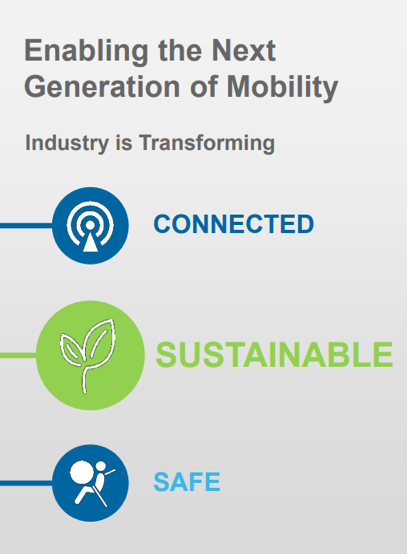 Enabling the Next
Generation of Mobility
Industry is Transforming
CONNECTED
SUSTAINABLE
SAFE